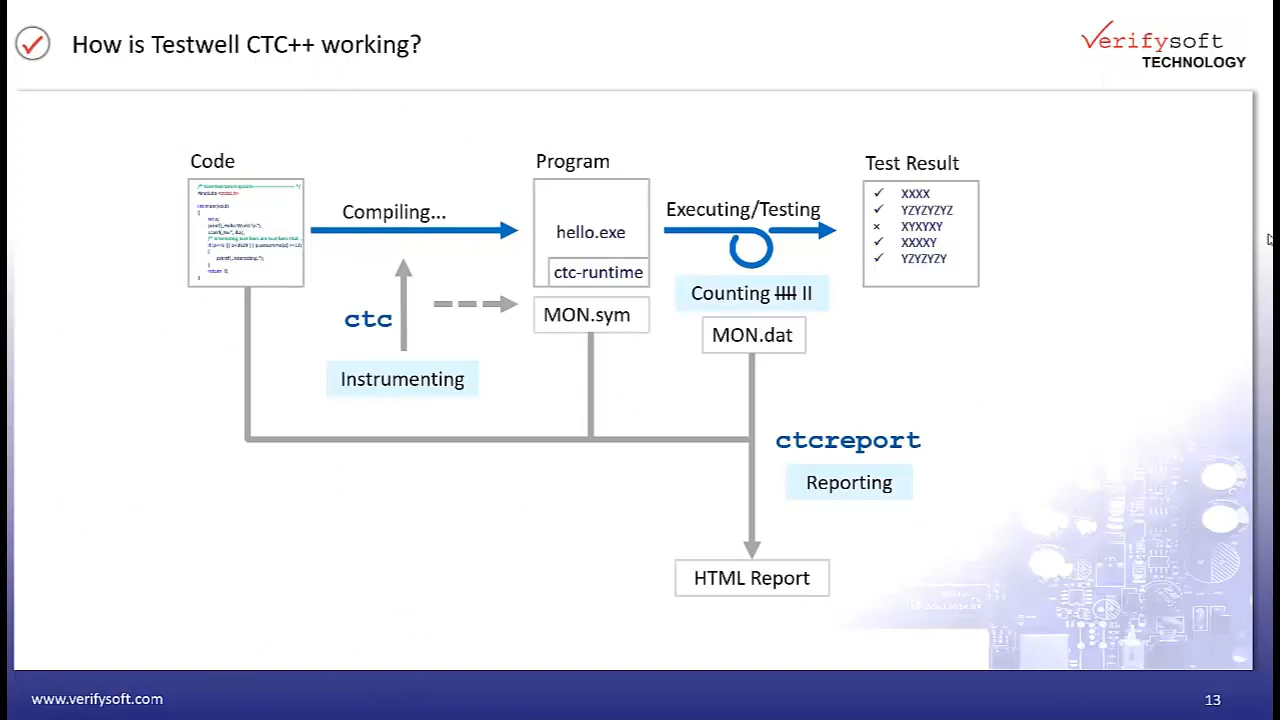 How is Testwell CTC++ working?
Verifysoft
TECHNOLOGY
Code
Program
Test Result
Compiling...
Executing/Testing
hello.exe
ctc-runtime
MON.sym
XXXX
YZYZYZYZ
XYXYXY
XXXXY
YZYZYZY
Counting IIII II
MON.dat
ctc
Instrumenting
ctcreport
Reporting
HTML Report
www.verifysoft.com
13